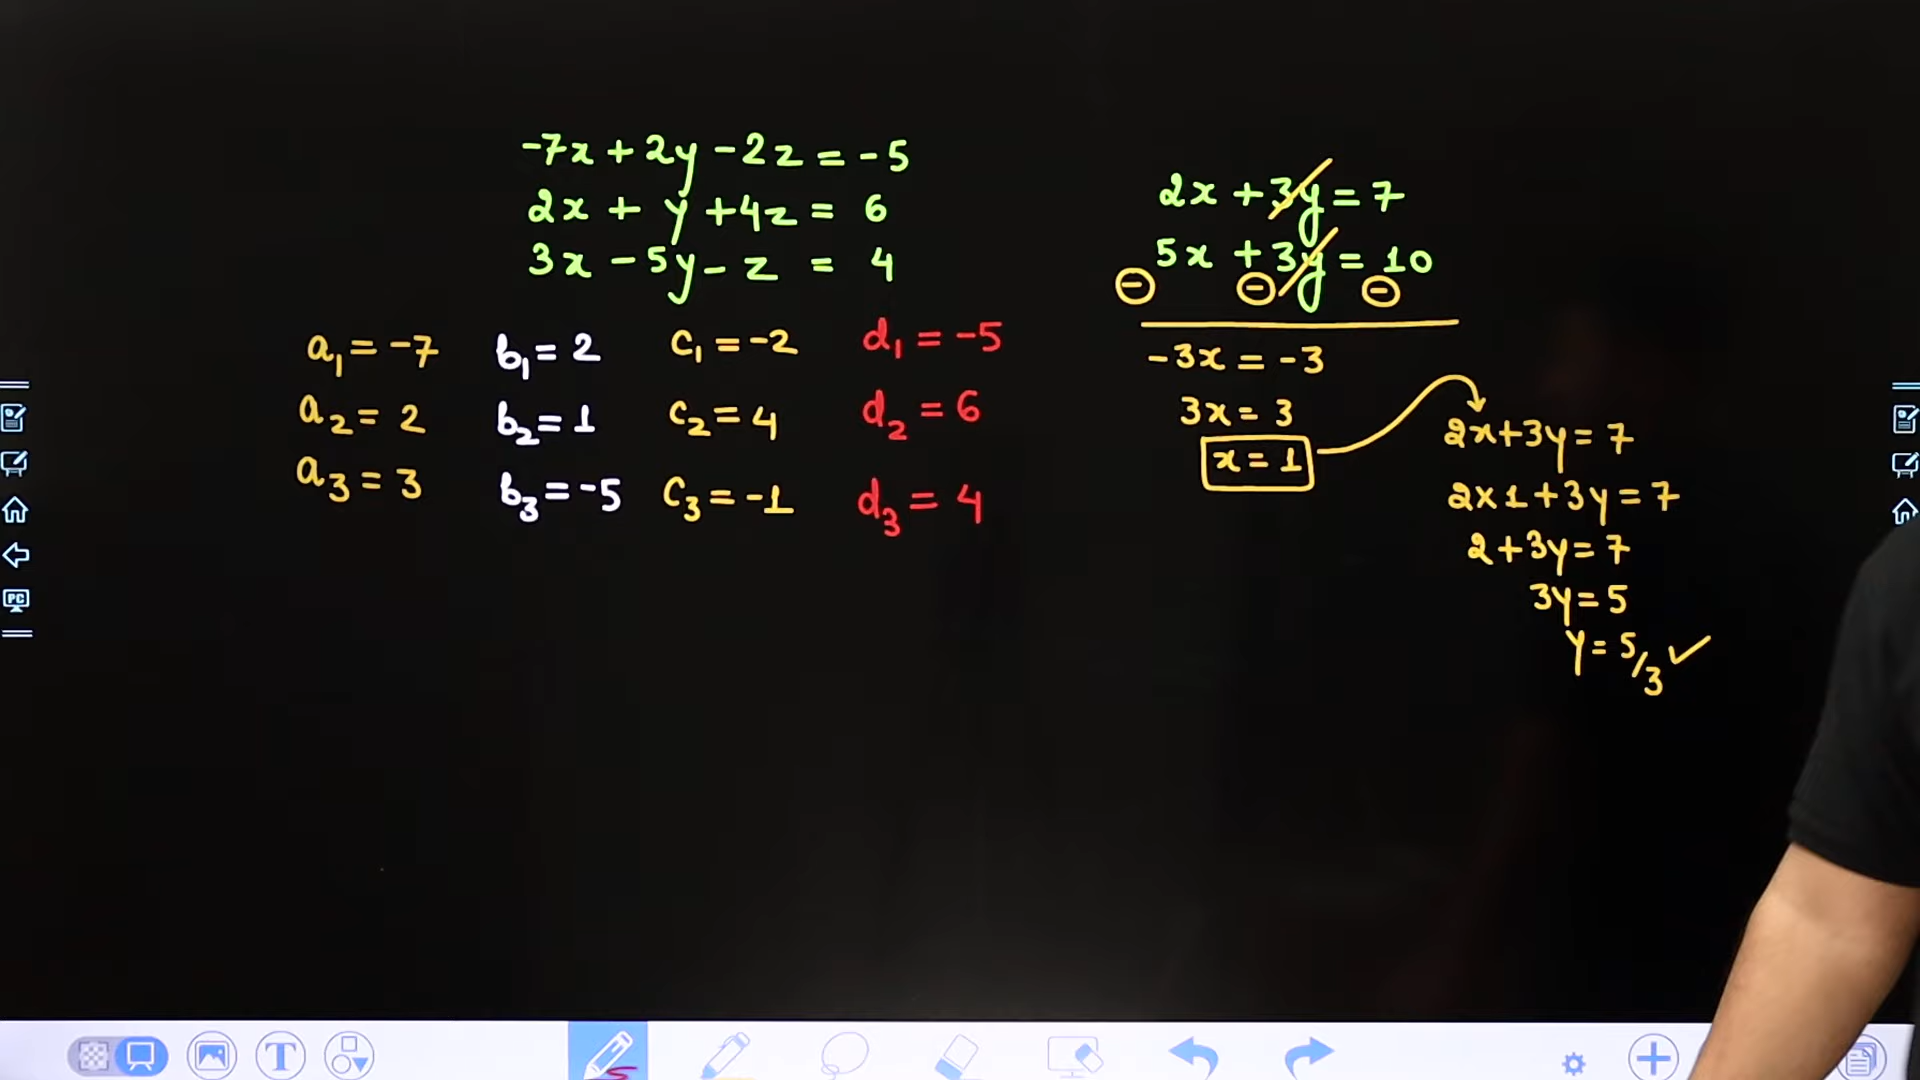 -7x + 2y - 2z = -5
2x + y + 4z = 6
3x - 5y - z = 4
a₁ = -7 b₁ = 2 c₁ = -2 d₁ = -5
a₂ = 2 b₂ = 1 c₂ = 4 d₂ = 6
a₃ = 3 b₃ = -5 c₃ = -1 d₃ = 4
2x + 3y = 7
5x + 3y = 10
- - -
-3x = -3
3x = 3
x = 1
2x+3y = 7
2x1+3y = 7
2+3y = 7
3y = 5
y = 5/3 ✓
PC
T